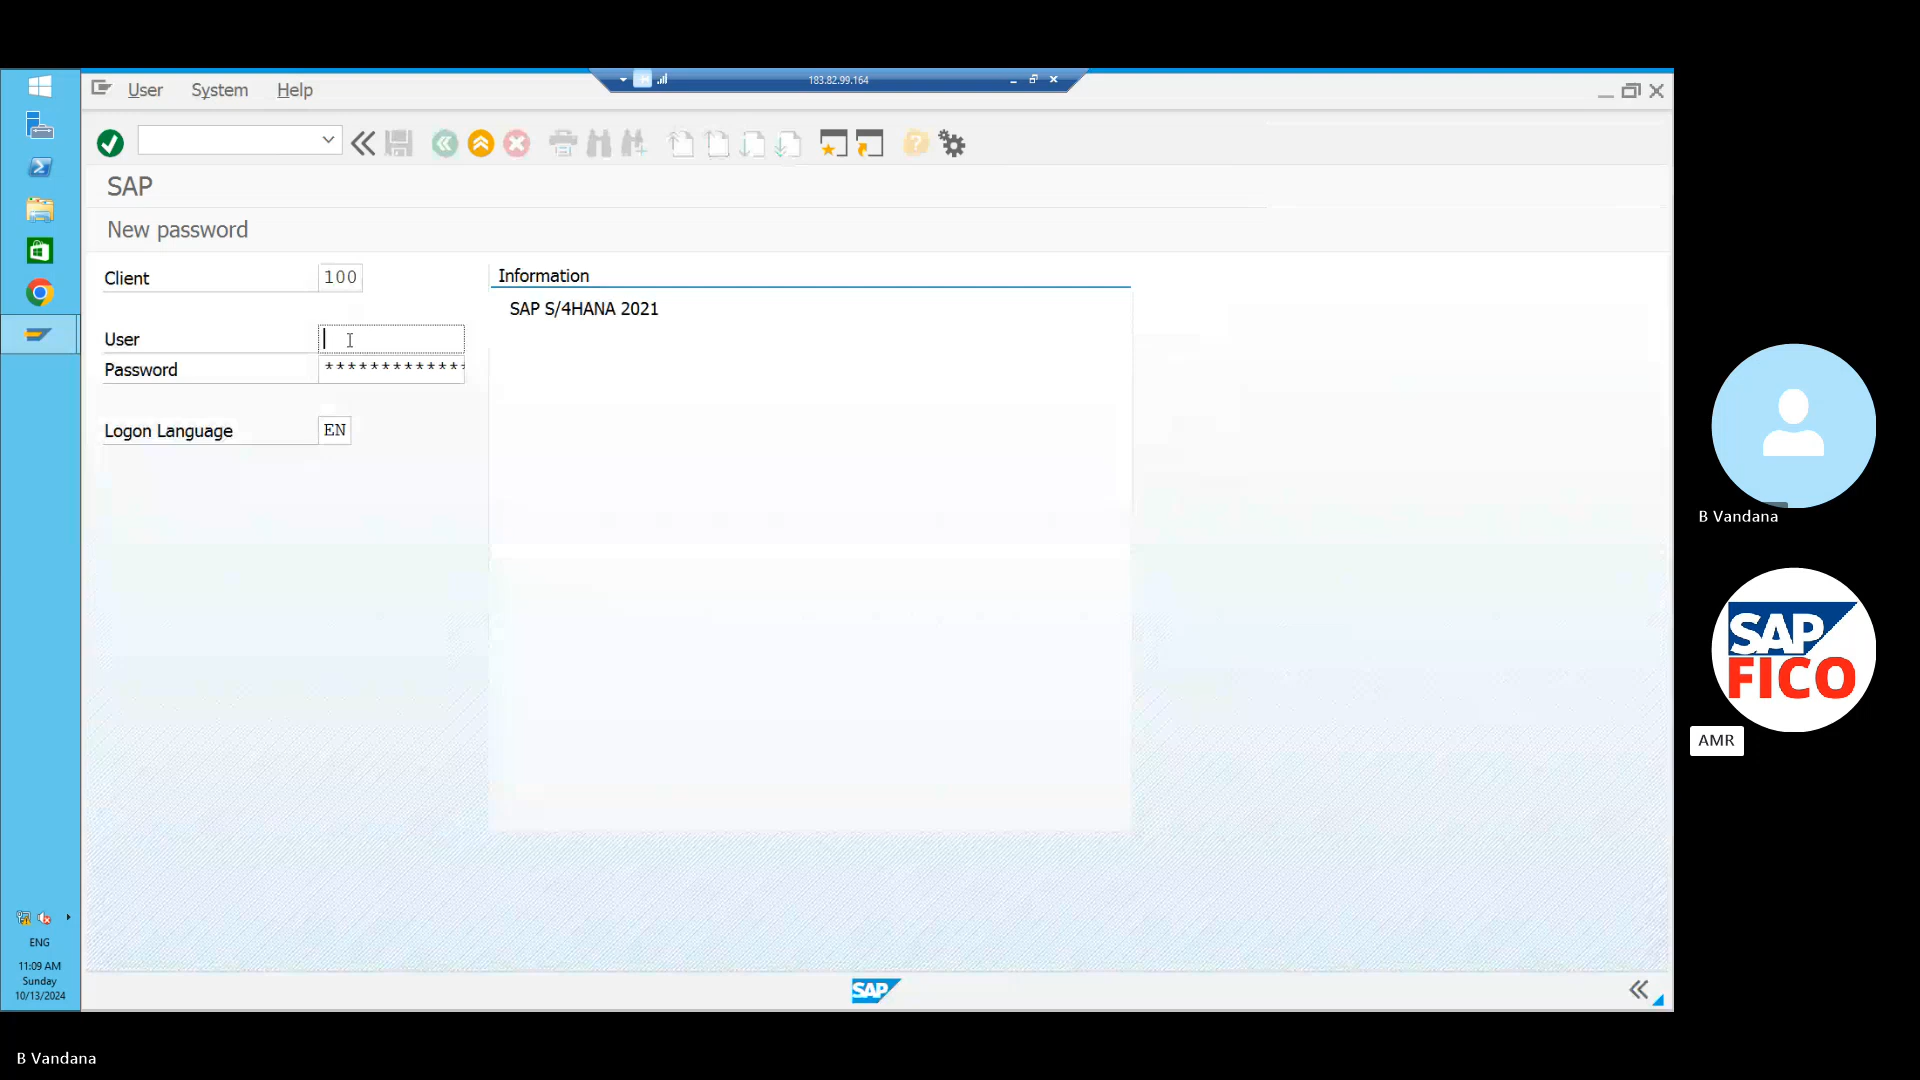 183.82.99.164
User System Help
SAP
New password
Client 100
Information
SAP S/4HANA 2021
User
Password *************
Logon Language EN
B Vandana
SAP
FICO
AMR
ENG
11:09 AM
Sunday
10/13/2024
SAP
B Vandana